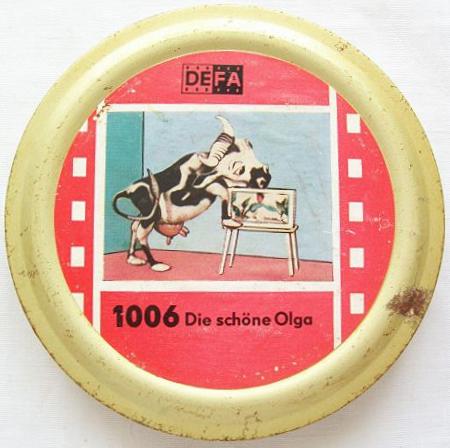 DEFA
1006 Die schöne Olga